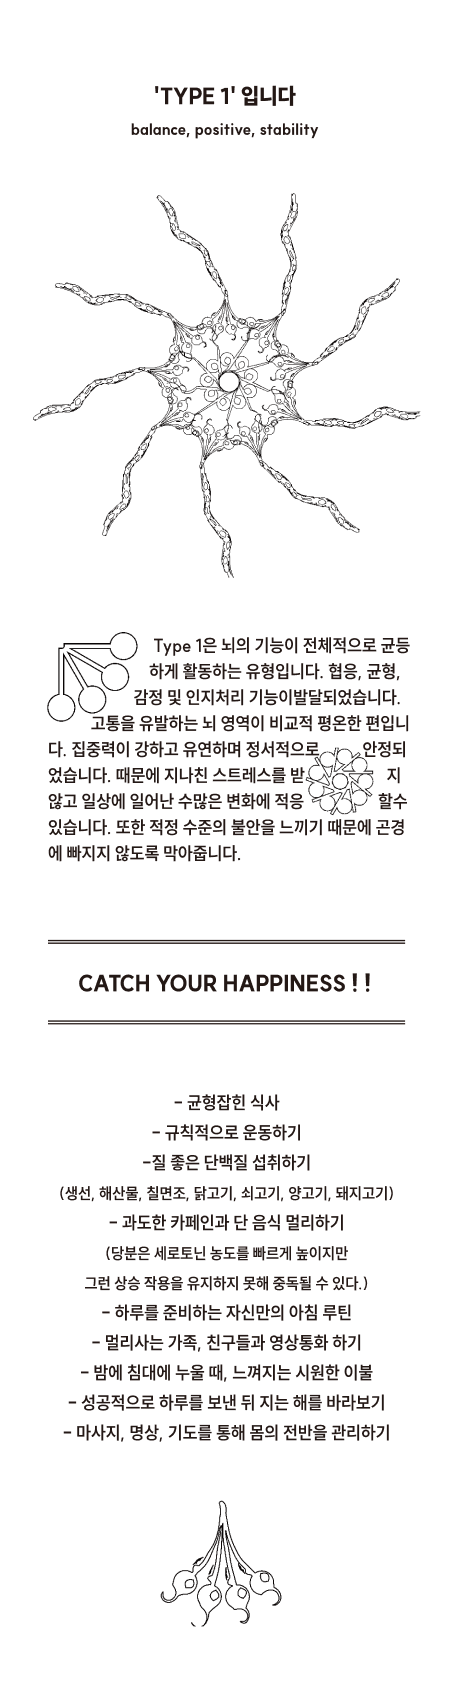 'TYPE 1' 입니다
balance, positive, stability
Type 1은 뇌의 기능이 전체적으로 균등
하게 활동하는 유형입니다. 협응, 균형,
감정 및 인지처리 기능이발달되었습니다.
고통을 유발하는 뇌 영역이 비교적 평온한 편입니
다. 집중력이 강하고 유연하며 정서적으로 안정되
었습니다. 때문에 지나친 스트레스를 받 지
않고 일상에 일어난 수많은 변화에 적응 할수
있습니다. 또한 적정 수준의 불안을 느끼기 때문에 곤경
에 빠지지 않도록 막아줍니다.
CATCH YOUR HAPPINESS ! !
- 균형잡힌 식사
- 규칙적으로 운동하기
-질 좋은 단백질 섭취하기
(생선, 해산물, 칠면조, 닭고기, 쇠고기, 양고기, 돼지고기)
- 과도한 카페인과 단 음식 멀리하기
(당분은 세로토닌 농도를 빠르게 높이지만
그런 상승 작용을 유지하지 못해 중독될 수 있다.)
- 하루를 준비하는 자신만의 아침 루틴
- 멀리사는 가족, 친구들과 영상통화 하기
- 밤에 침대에 누울 때, 느껴지는 시원한 이불
- 성공적으로 하루를 보낸 뒤 지는 해를 바라보기
- 마사지, 명상, 기도를 통해 몸의 전반을 관리하기